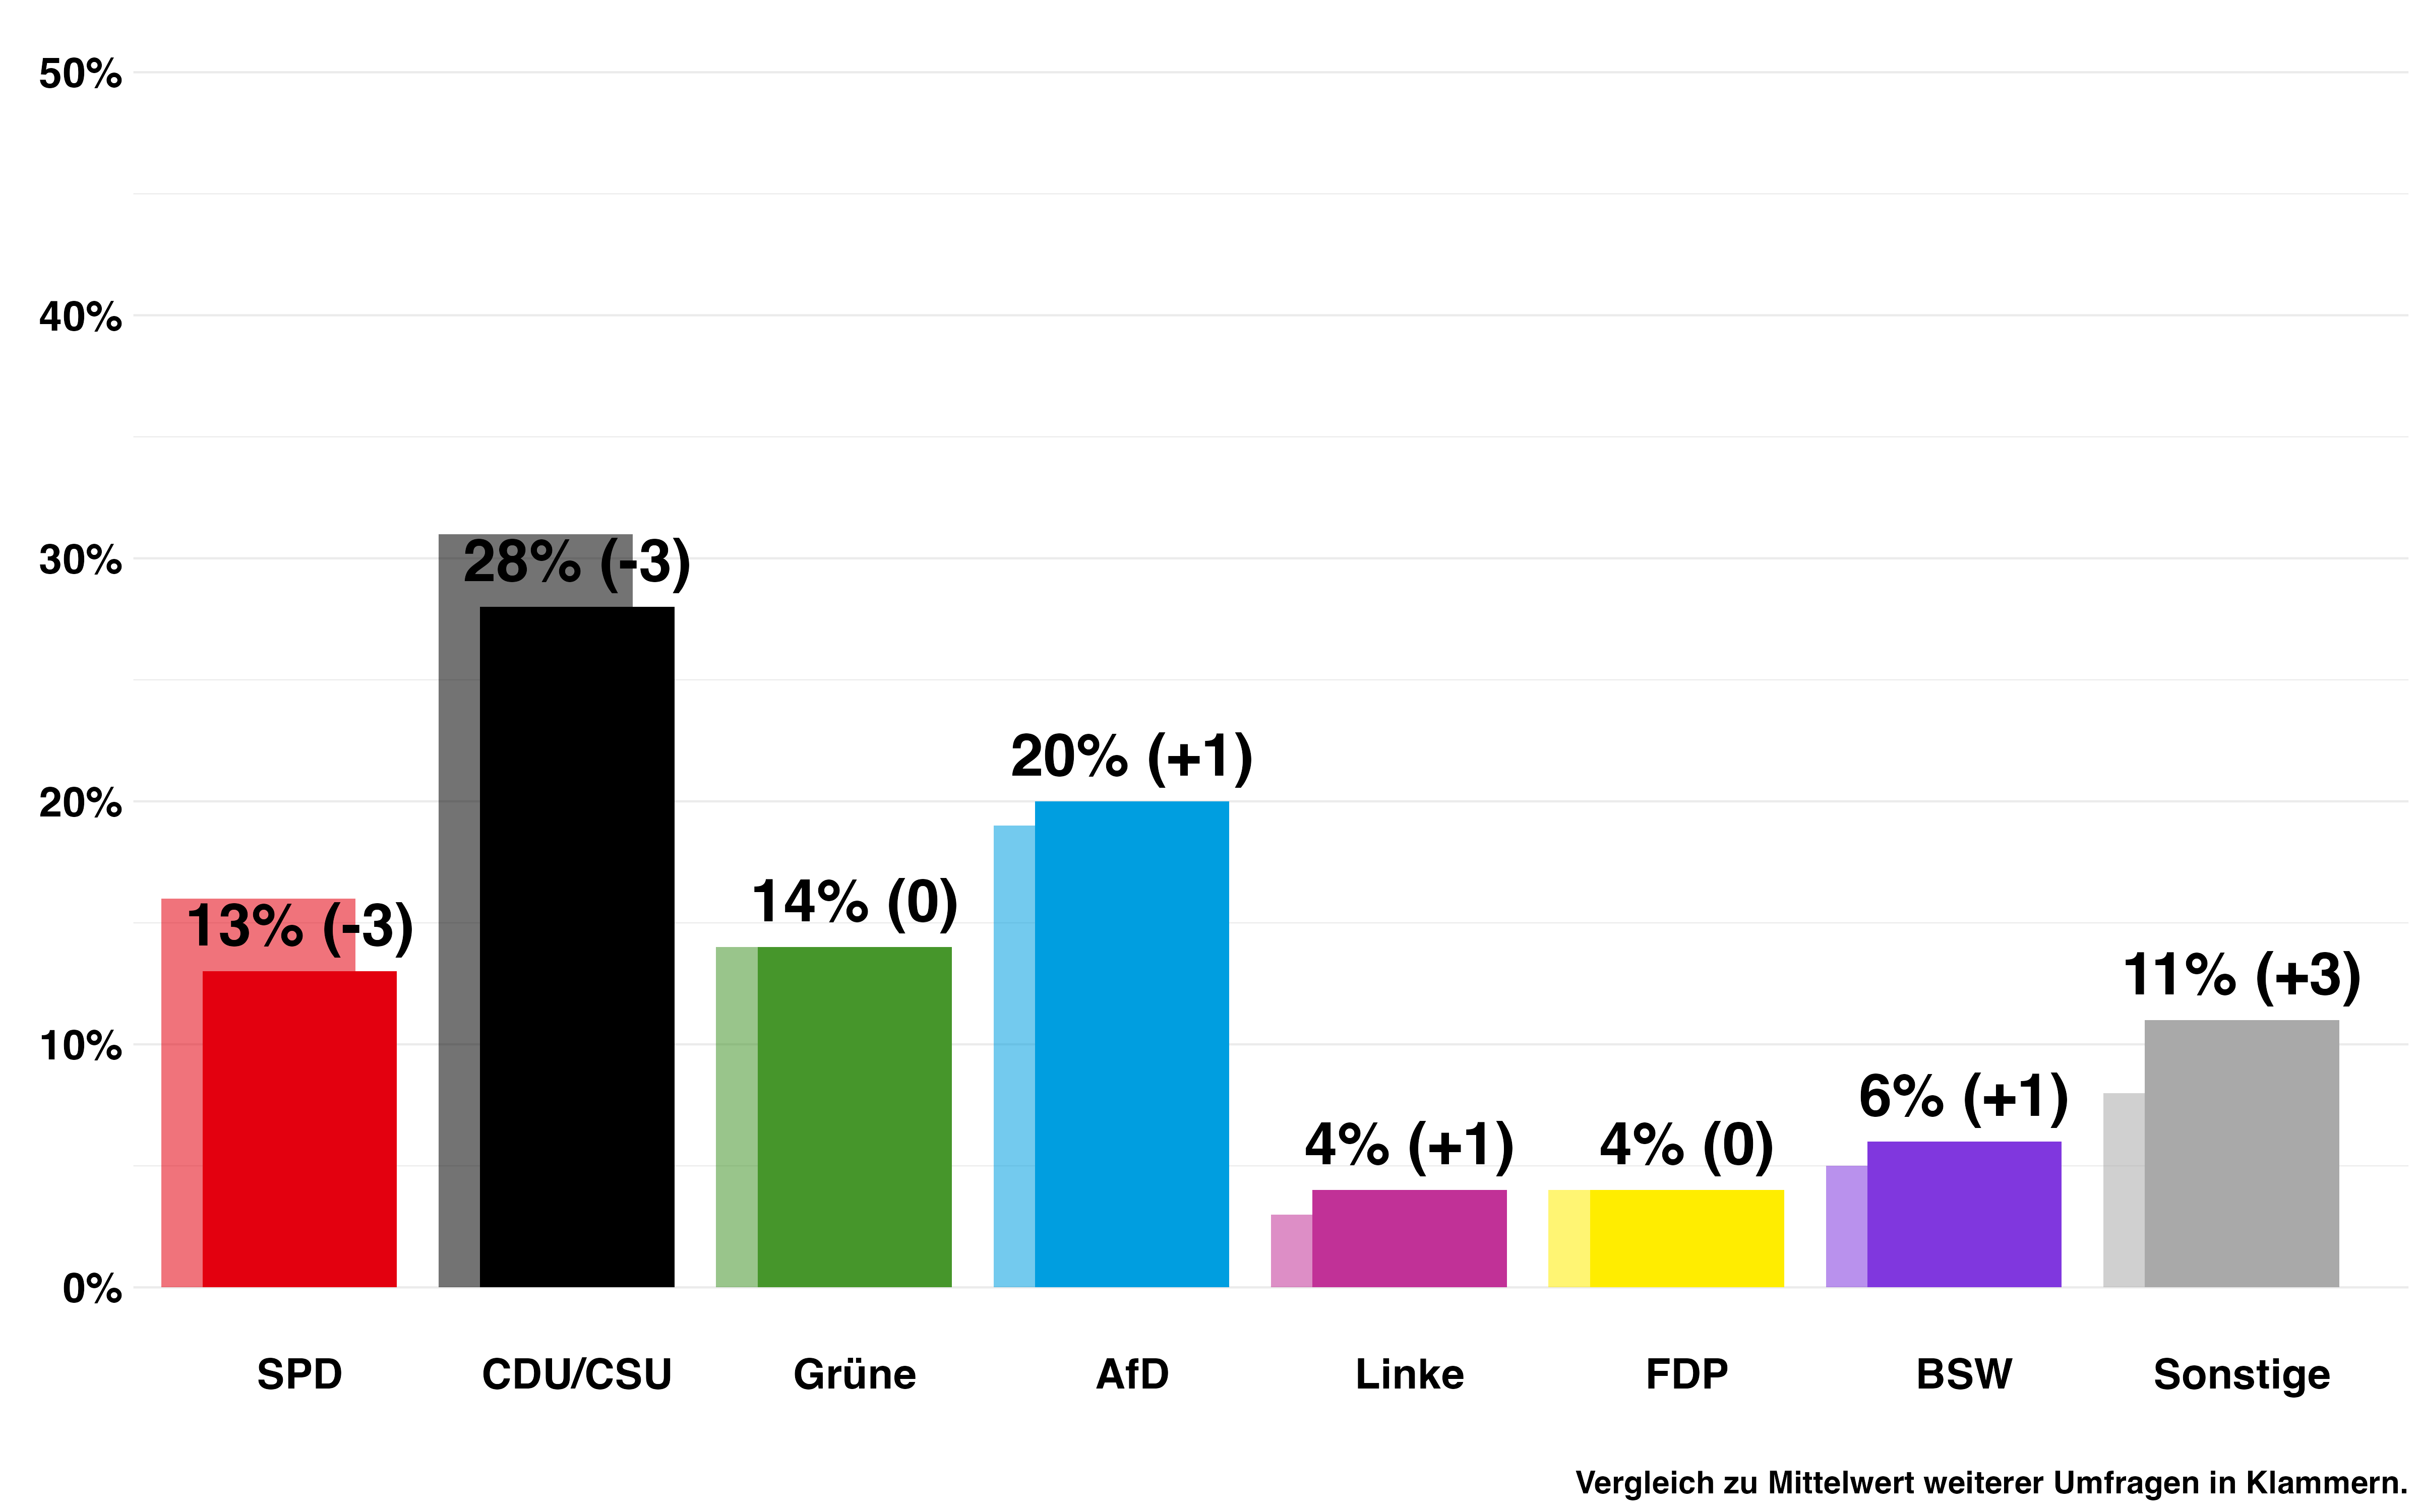 50%
40%
30%
20%
10%
0%
13% (-3)
28% (-3)
14% (0)
20% (+1)
4% (+1)
4% (0)
6% (+1)
11% (+3)
SPD
CDU/CSU
Grüne
AfD
Linke
FDP
BSW
Sonstige
Vergleich zu Mittelwert weiterer Umfragen in Klammern.